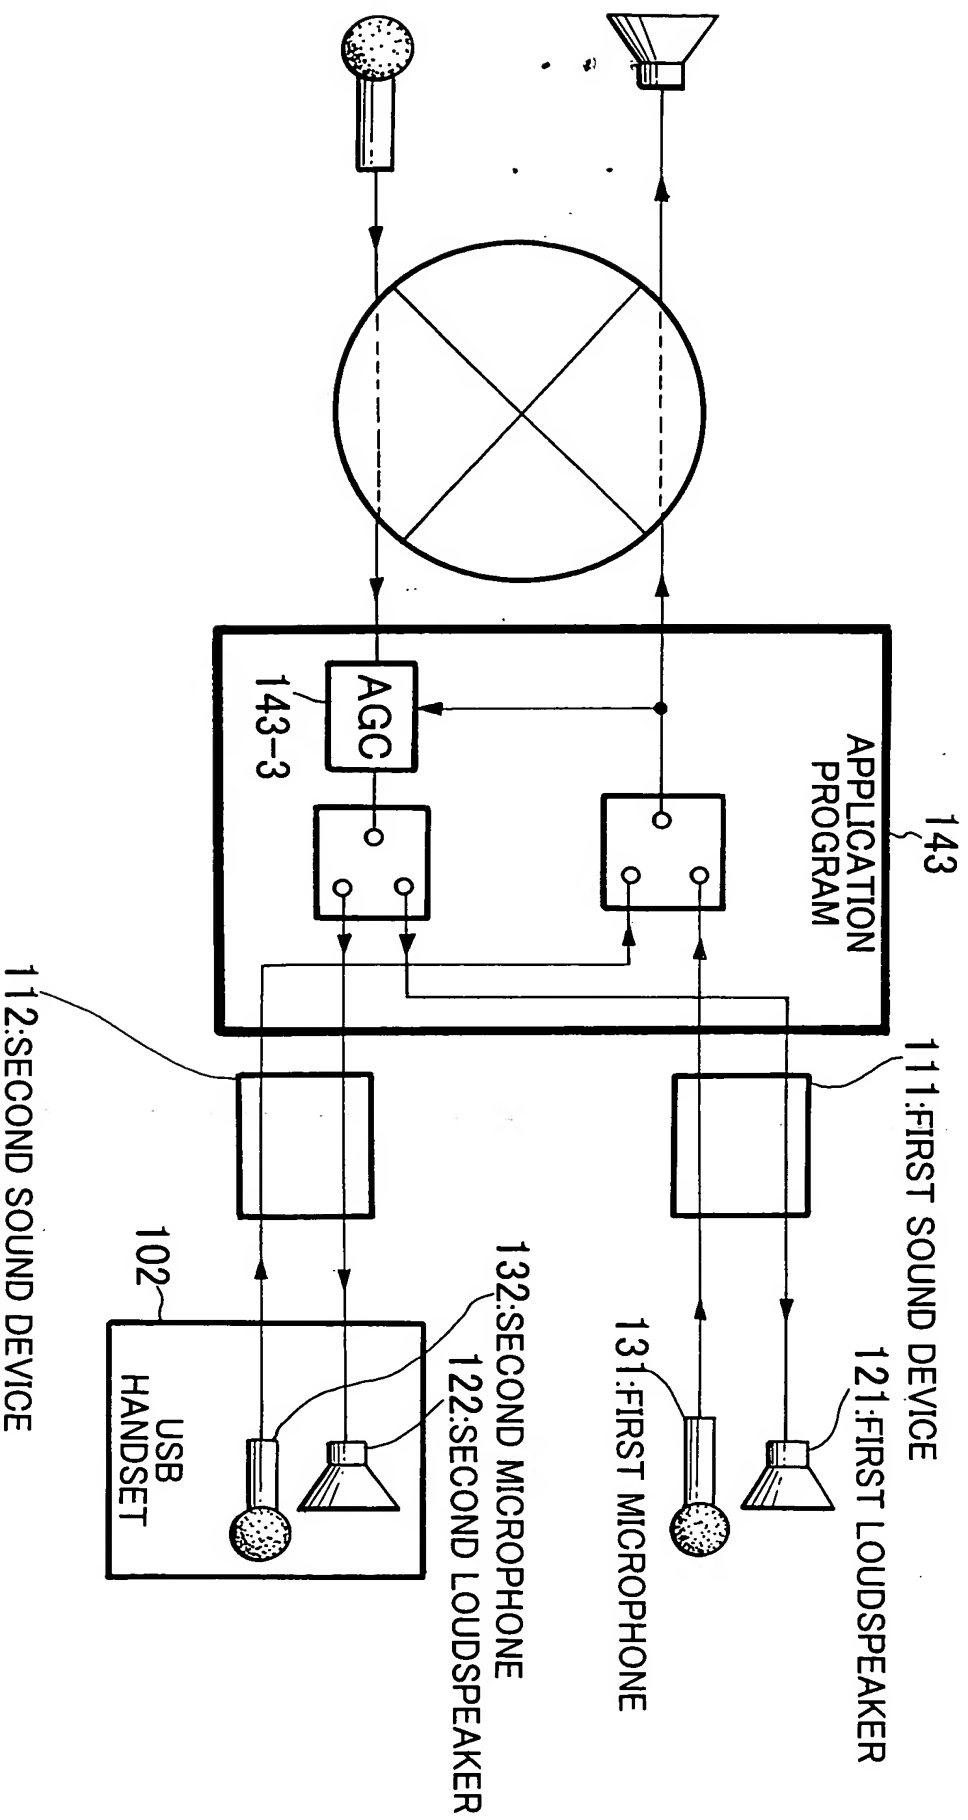 143
APPLICATION
PROGRAM
AGC
143-3
111:FIRST SOUND DEVICE
121:FIRST LOUDSPEAKER
131:FIRST MICROPHONE
132:SECOND MICROPHONE
122:SECOND LOUDSPEAKER
102
USB
HANDSET
112:SECOND SOUND DEVICE